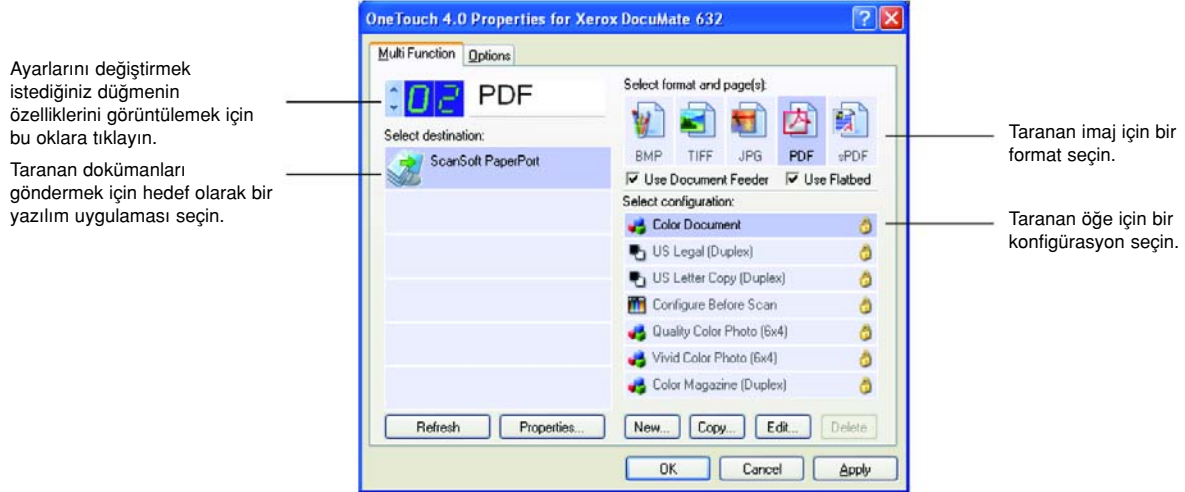 OneTouch 4.0 Properties for Xerox DocuMate 632
Multi Function
Options
Ayarlarını değiştirmek
istediğiniz düğmenin
özelliklerini görüntülemek için
bu oklara tıklayın.
Taranan dokümanları
göndermek için hedef olarak bir
yazılım uygulaması seçin.
02 PDF
Select destination:
ScanSoft PaperPort
Refresh
Properties...
Select format and page(s):
BMP TIFF JPG PDF sPDF
Use Document Feeder
Use Flatbed
Select configuration:
Color Document
US Legal (Duplex)
US Letter Copy (Duplex)
Configure Before Scan
Quality Color Photo (6x4)
Vivid Color Photo (6x4)
Color Magazine (Duplex)
New... Copy... Edit... Delete
OK Cancel Apply
Taranan imaj için bir
format seçin.
Taranan öğe için bir
konfigürasyon seçin.